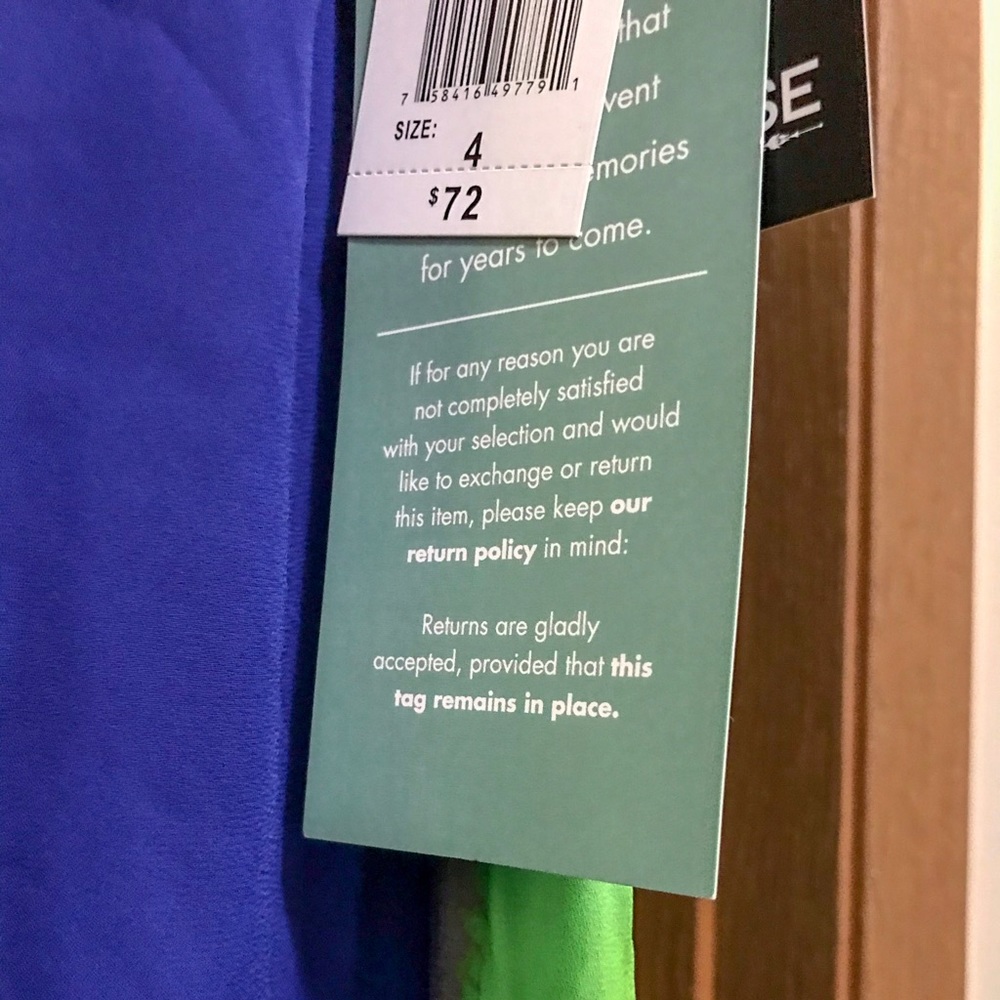 7 58416 49779 1
SIZE:
4
$72
that
emories
for years to come.
If for any reason you are
not completely satisfied
with your selection and would
like to exchange or return
this item, please keep our
return policy in mind:
Returns are gladly
accepted, provided that this
tag remains in place.
SE